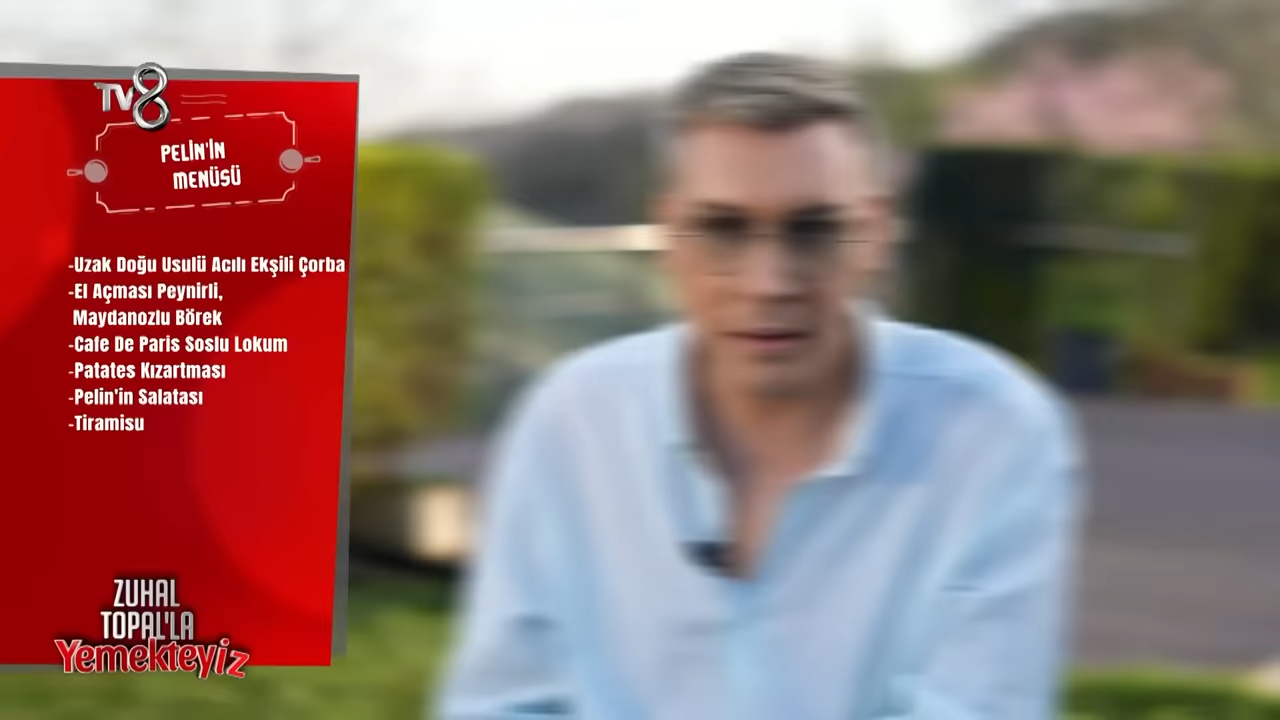 TV8
PELİN'İN
MENÜSÜ
-Uzak Doğu Usulü Acılı Ekşili Çorba
-El Açması Peynirli,
Maydanozlu Börek
-Cafe De Paris Soslu Lokum
-Patates Kızartması
-Pelin'in Salatası
-Tiramisu
ZUHAL
TOPAL'LA
Yemekteyiz